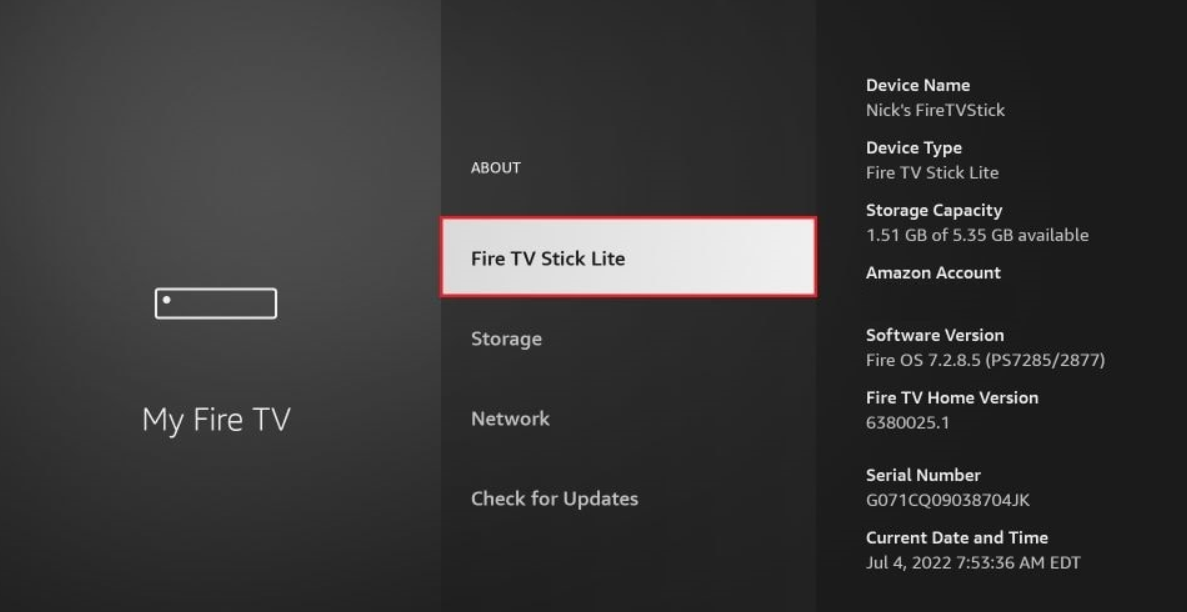 My Fire TV
ABOUT
Fire TV Stick Lite
Storage
Network
Check for Updates
Device Name
Nick's FireTVStick
Device Type
Fire TV Stick Lite
Storage Capacity
1.51 GB of 5.35 GB available
Amazon Account
Software Version
Fire OS 7.2.8.5 (PS7285/2877)
Fire TV Home Version
6380025.1
Serial Number
G071CQ09038704JK
Current Date and Time
Jul 4, 2022 7:53:36 AM EDT